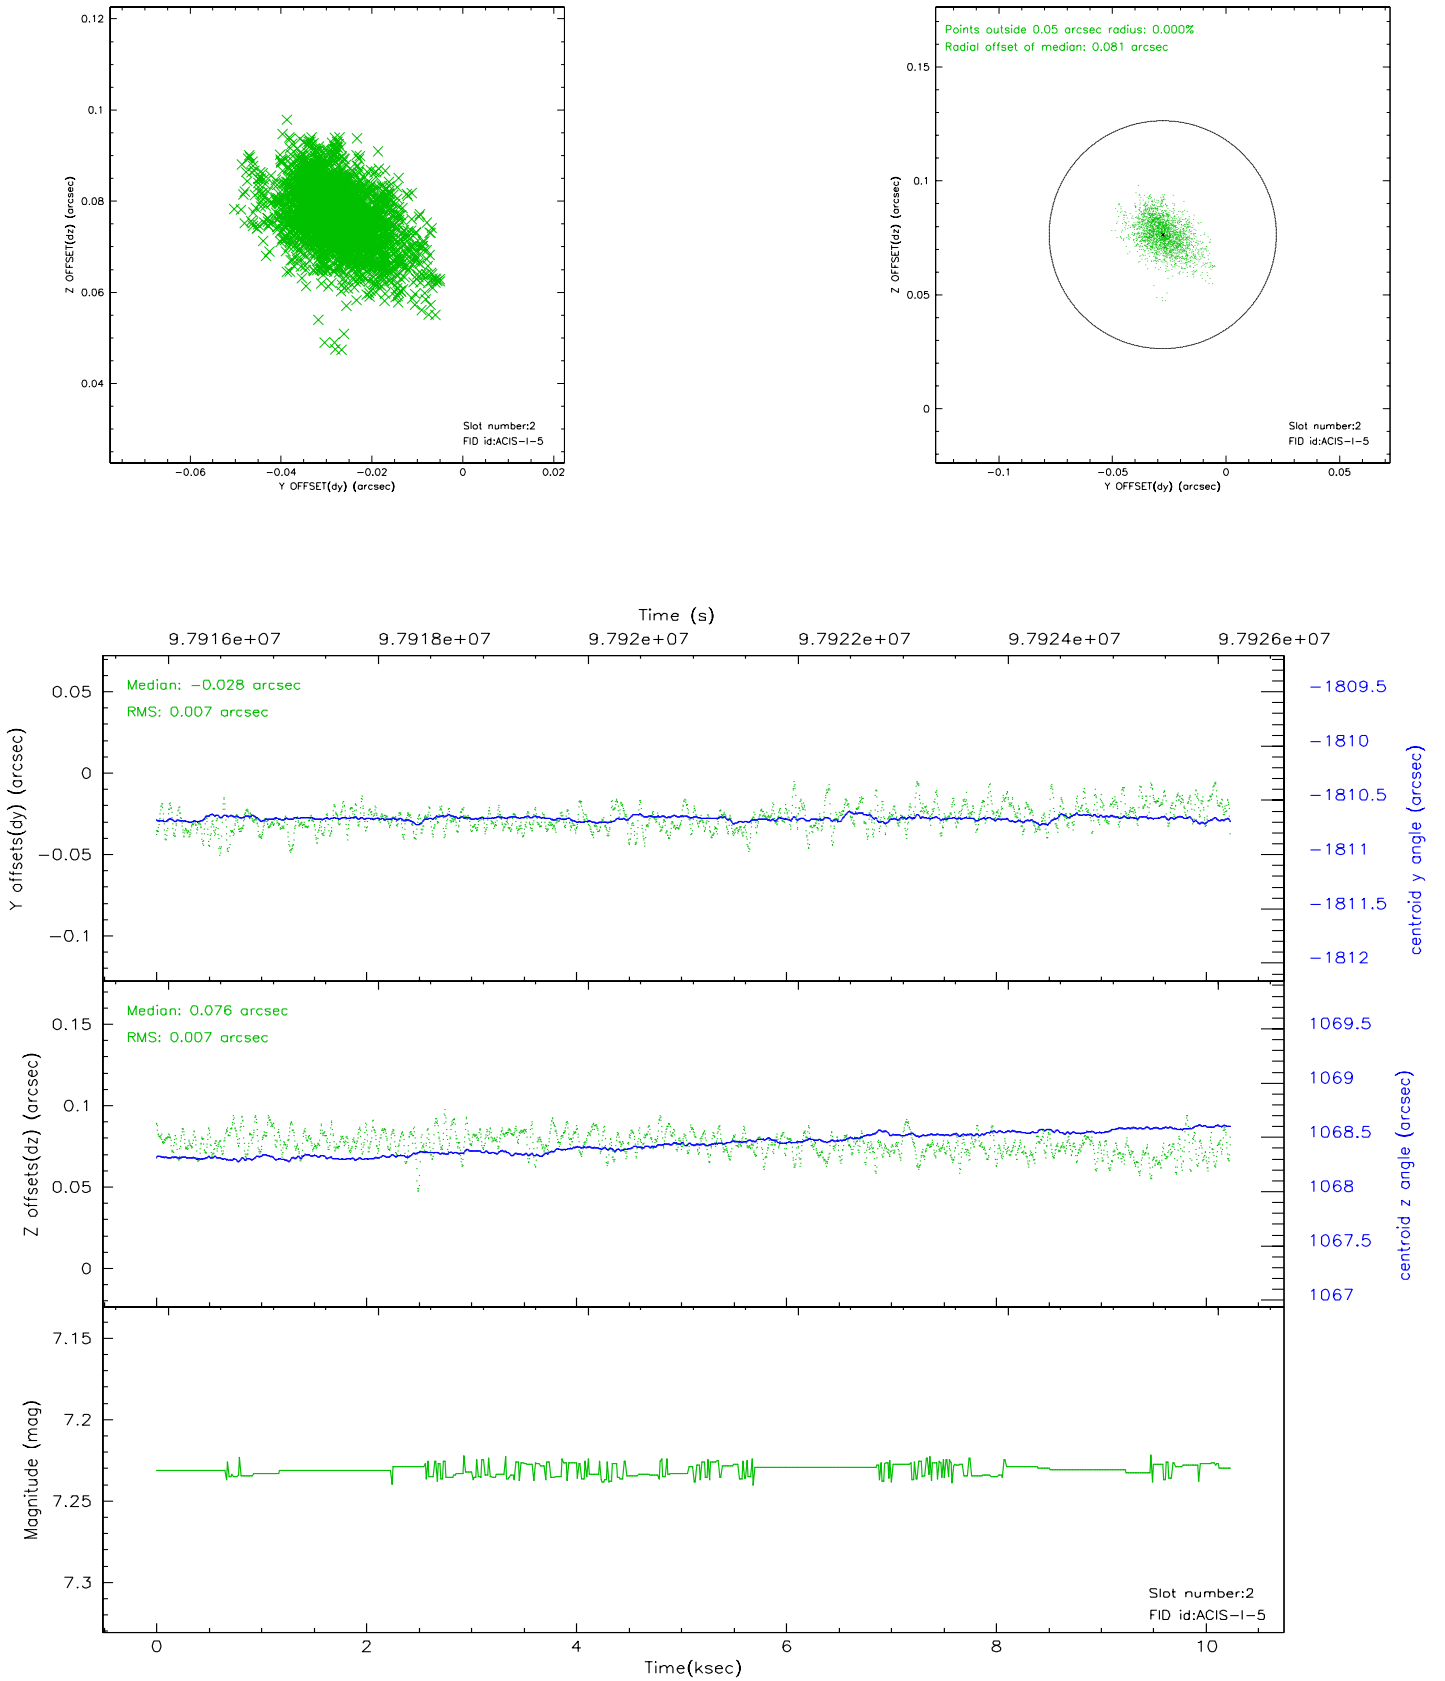 0.12
0.1
0.08
0.06
0.04
Z OFFSET(dz) (arcsec)
Slot number:2
FID id:ACIS-I-5
-0.06 -0.04 -0.02 0 0.02
Y OFFSET(dy) (arcsec)
Points outside 0.05 arcsec radius: 0.000%
Radial offset of median: 0.081 arcsec
0.15
0.1
0.05
0
Z OFFSET(dz) (arcsec)
Slot number:2
FID id:ACIS-I-5
-0.1 -0.05 0 0.05
Y OFFSET(dy) (arcsec)
Time (s)
9.7916e+07 9.7918e+07 9.792e+07 9.7922e+07 9.7924e+07 9.7926e+07
Median: -0.028 arcsec
RMS: 0.007 arcsec
0.05
0
-0.05
-0.1
Y offsets(dy) (arcsec)
-1809.5
-1810
-1810.5
-1811
-1811.5
-1812
centroid y angle (arcsec)
Median: 0.076 arcsec
RMS: 0.007 arcsec
0.15
0.1
0.05
0
Z offsets(dz) (arcsec)
1069.5
1069
1068.5
1068
1067.5
1067
centroid z angle (arcsec)
7.15
7.2
7.25
7.3
Magnitude (mag)
Slot number:2
FID id:ACIS-I-5
0 2 4 6 8 10
Time(ksec)